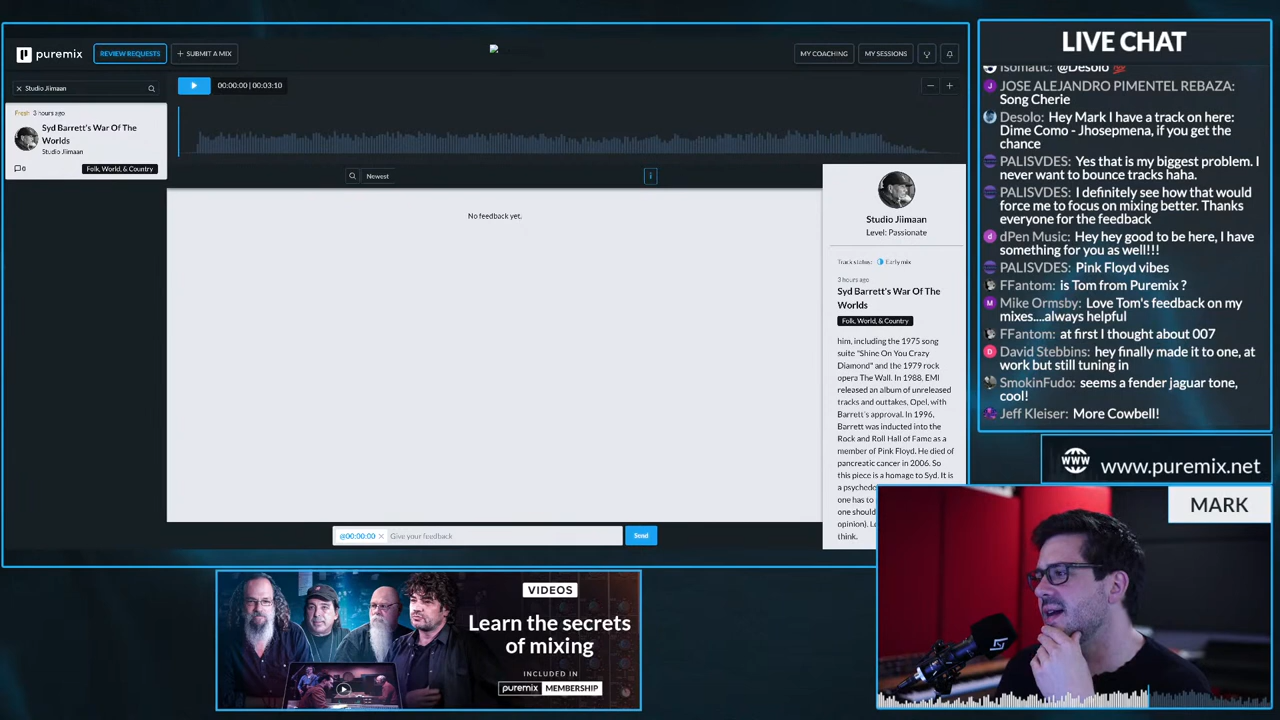 puremix
REVIEW REQUESTS
+ SUBMIT A MIX
MY COACHING
MY SESSIONS
× Studio Jiimaan
00:00:00 | 00:03:10
Fresh 3 hours ago
Syd Barrett's War Of The
Worlds
Studio Jiimaan
0
Folk, World, & Country
Newest
i
No feedback yet.
@00:00:00 ×
Give your feedback
Send
Studio Jiimaan
Level: Passionate
Track status: Early mix
3 hours ago
Syd Barrett's War Of The
Worlds
Folk, World, & Country
him, including the 1975 song
suite "Shine On You Crazy
Diamond" and the 1979 rock
opera The Wall. In 1988, EMI
released an album of unreleased
tracks and outtakes, Opel, with
Barrett's approval. In 1996,
Barrett was inducted into the
Rock and Roll Hall of Fame as a
member of Pink Floyd. He died of
pancreatic cancer in 2006. So
this piece is a homage to Syd. It is
a psyched
one has to
one should
opinion). Le
think.
LIVE CHAT
Isomatic: @Desolo 💯
JOSE ALEJANDRO PIMENTEL REBAZA:
Song Cherie
Desolo: Hey Mark I have a track on here:
Dime Como - Jhosepmena, if you get the
chance
PALISVDES: Yes that is my biggest problem. I
never want to bounce tracks haha.
PALISVDES: I definitely see how that would
force me to focus on mixing better. Thanks
everyone for the feedback
dPen Music: Hey hey good to be here, I have
something for you as well!!!
PALISVDES: Pink Floyd vibes
FFantom: is Tom from Puremix ?
Mike Ormsby: Love Tom's feedback on my
mixes....always helpful
FFantom: at first I thought about 007
David Stebbins: hey finally made it to one, at
work but still tuning in
SmokinFudo: seems a fender jaguar tone,
cool!
Jeff Kleiser: More Cowbell!
WWW
www.puremix.net
MARK
VIDEOS
Learn the secrets
of mixing
INCLUDED IN
puremix MEMBERSHIP